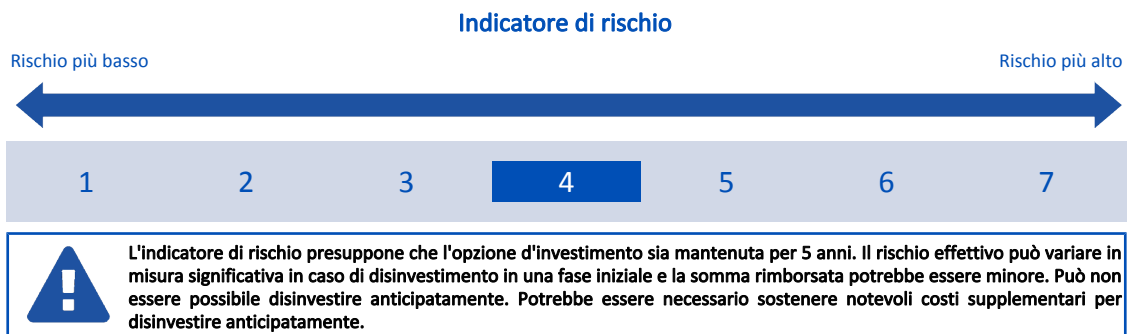 Indicatore di rischio
Rischio più basso
Rischio più alto
1 2 3 4 5 6 7
L'indicatore di rischio presuppone che l'opzione d'investimento sia mantenuta per 5 anni. Il rischio effettivo può variare in
misura significativa in caso di disinvestimento in una fase iniziale e la somma rimborsata potrebbe essere minore. Può non
essere possibile disinvestire anticipatamente. Potrebbe essere necessario sostenere notevoli costi supplementari per
disinvestire anticipatamente.